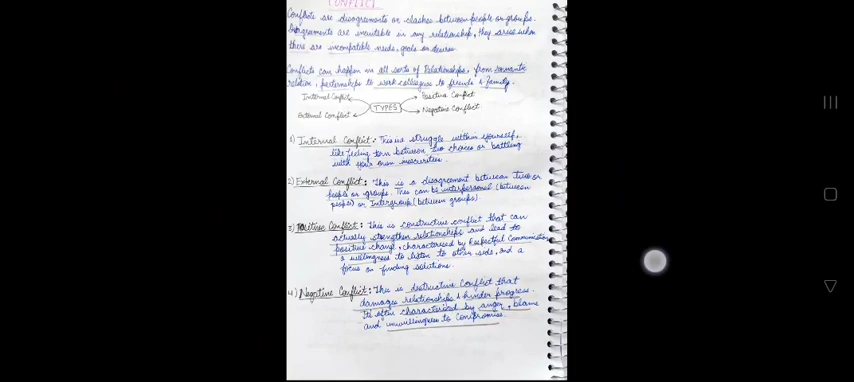 CONFLICT
Conflicts are disagreements or clashes between people or groups.
Disagreements are inevitable in any relationship, they arise when
there are incompatible needs, goals or desires.
Conflicts can happen in all sorts of Relationships, from romantic
relation, partnerships to work colleagues to friends & family.
Internal Conflict Positive Conflict
TYPES
External Conflict Negative Conflict
1) Internal Conflict: This is a struggle within yourself,
like feeling torn between two choices or battling
with your own insecurities.
2) External Conflict: This is a disagreement between two or
people or groups. This can be interpersonal (between
people) or Intergroup (between groups)
3) Positive Conflict: This is constructive conflict that can
actually strengthen relationships and lead to
positive change, characterised by Respectful Communication
a willingness to listen to other side, and a
focus on finding solutions.
4) Negative Conflict: This is destructive Conflict that
damages relationships & hinder progress.
Its often characterised by anger, blame
and unwillingness to Compromise.